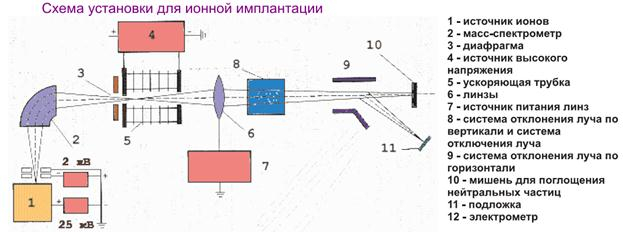 Схема установки для ионной имплантации
4
3
2
5
6
7
8
9
10
11
1
2 кВ
25 кВ
- +
- +
- +
1 - источник ионов
2 - масс-спектрометр
3 - диафрагма
4 - источник высокого
напряжения
5 - ускоряющая трубка
6 - линзы
7 - источник питания линз
8 - система отклонения луча по
вертикали и система
отключения луча
9 - система отклонения луча по
горизонтали
10 - мишень для поглощения
нейтральных частиц
11 - подложка
12 - электрометр